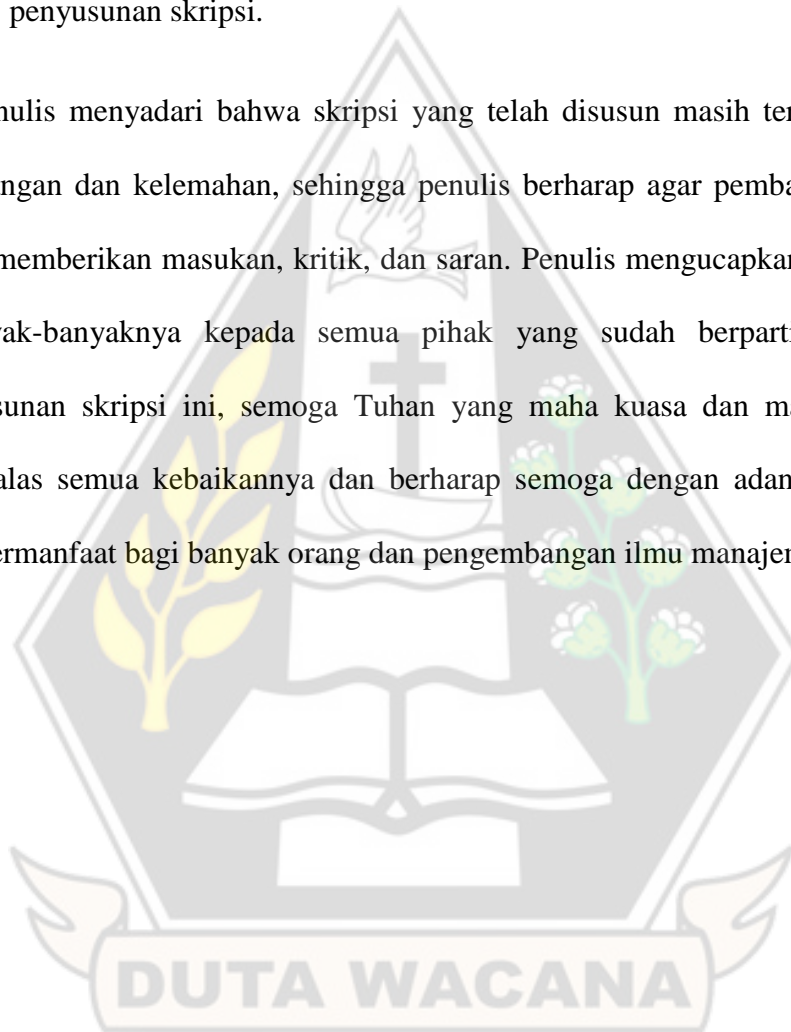 penyusunan skripsi.
nulis menyadari bahwa skripsi yang telah disusun masih ter
ngan dan kelemahan, sehingga penulis berharap agar pemba
memberikan masukan, kritik, dan saran. Penulis mengucapkan
yak-banyaknya kepada semua pihak yang sudah berparti
sunan skripsi ini, semoga Tuhan yang maha kuasa dan ma
alas semua kebaikannya dan berharap semoga dengan adan
ermanfaat bagi banyak orang dan pengembangan ilmu manajer
DUTA WACANA